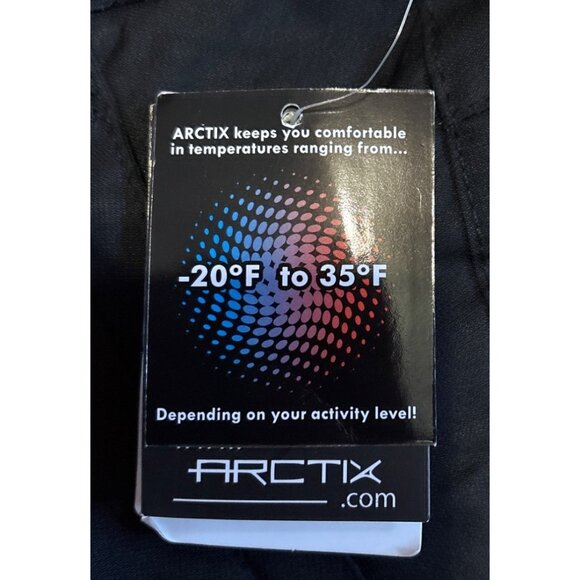 ARCTIX keeps you comfortable
in temperatures ranging from...
-20°F to 35°F
Depending on your activity level!
ARCTIX
.com